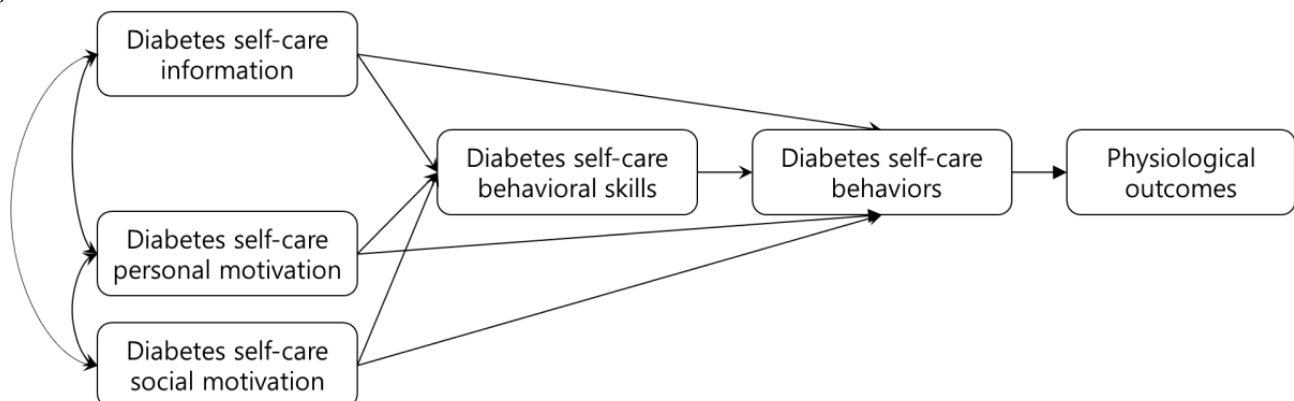 Diabetes self-care
information
Diabetes self-care
behavioral skills
Diabetes self-care
behaviors
Physiological
outcomes
Diabetes self-care
personal motivation
Diabetes self-care
social motivation